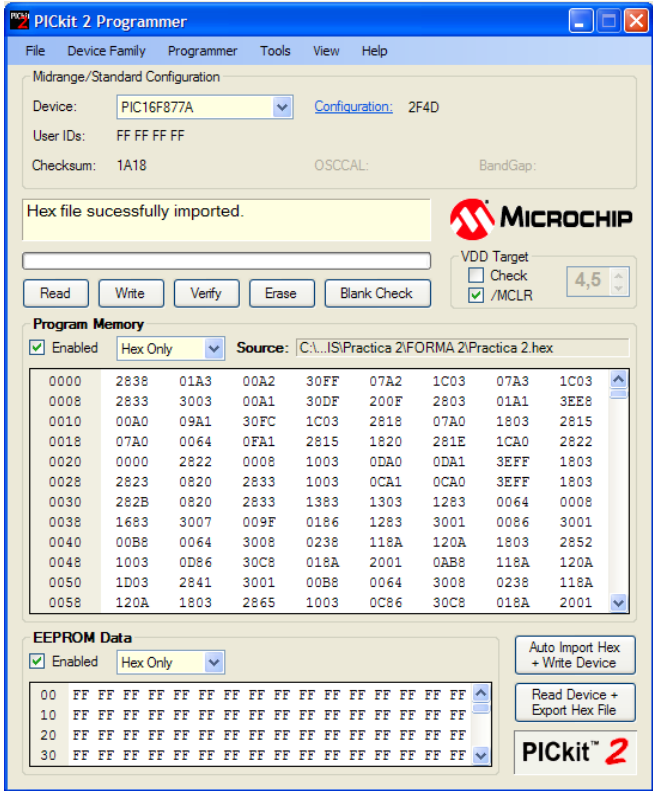 PICkit 2 Programmer
File Device Family Programmer Tools View Help
Midrange/Standard Configuration
Device: PIC16F877A Configuration: 2F4D
User IDs: FF FF FF FF
Checksum: 1A18 OSCCAL: BandGap:
Hex file sucessfully imported.
MICROCHIP
VDD Target
Check
/MCLR
4,5
Read Write Verify Erase Blank Check
Program Memory
Enabled Hex Only Source: C:\...IS\Practica 2\FORMA 2\Practica 2.hex
0000 2838 01A3 00A2 30FF 07A2 1C03 07A3 1C03
0008 2833 3003 00A1 30DF 200F 2803 01A1 3EE8
0010 00A0 09A1 30FC 1C03 2818 07A0 1803 2815
0018 07A0 0064 0FA1 2815 1820 281E 1CA0 2822
0020 0000 2822 0008 1003 0DA0 0DA1 3EFF 1803
0028 2823 0820 2833 1003 0CA1 0CA0 3EFF 1803
0030 282B 0820 2833 1383 1303 1283 0064 0008
0038 1683 3007 009F 0186 1283 3001 0086 3001
0040 00B8 0064 3008 0238 118A 120A 1803 2852
0048 1003 0D86 30C8 018A 2001 0AB8 118A 120A
0050 1D03 2841 3001 00B8 0064 3008 0238 118A
0058 120A 1803 2865 1003 0C86 30C8 018A 2001
EEPROM Data
Enabled Hex Only
00 FF FF FF FF FF FF FF FF FF FF FF FF FF FF FF FF
10 FF FF FF FF FF FF FF FF FF FF FF FF FF FF FF FF
20 FF FF FF FF FF FF FF FF FF FF FF FF FF FF FF FF
30 FF FF FF FF FF FF FF FF FF FF FF FF FF FF FF FF
Auto Import Hex
+ Write Device
Read Device +
Export Hex File
PICkit™ 2